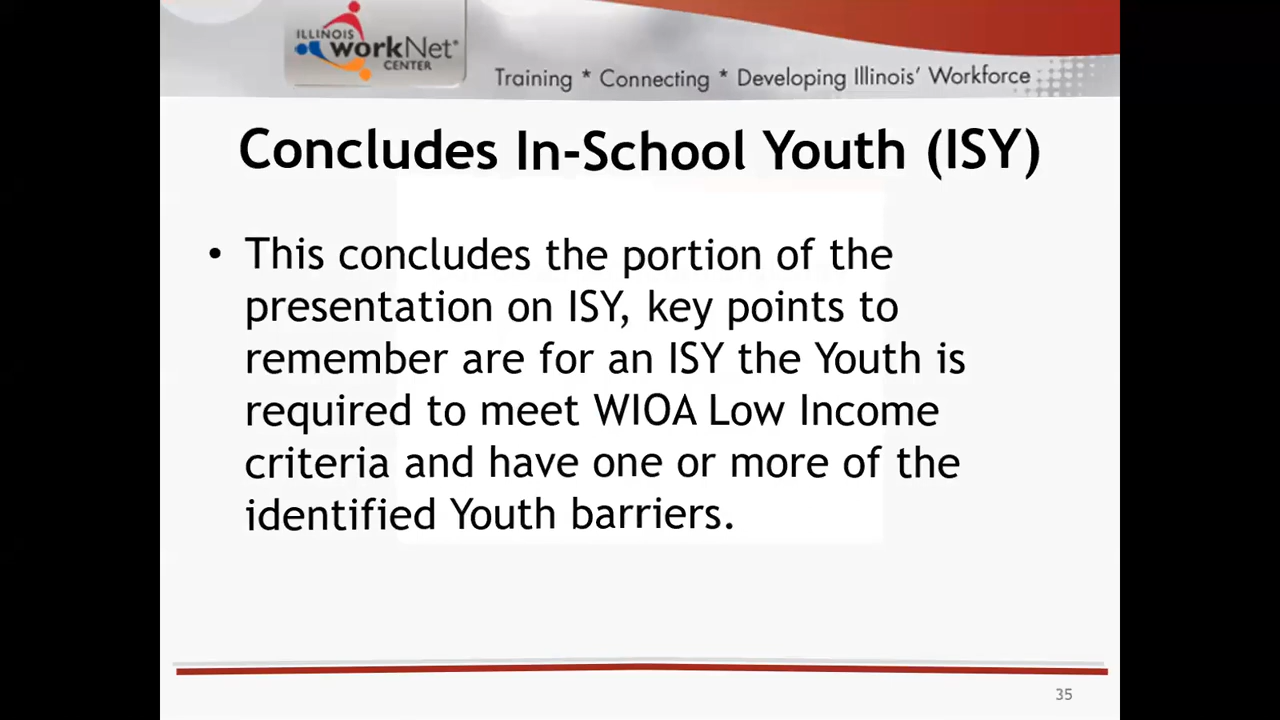 ILLINOIS
workNet®
CENTER
Training * Connecting * Developing Illinois’ Workforce
Concludes In-School Youth (ISY)
• This concludes the portion of the
presentation on ISY, key points to
remember are for an ISY the Youth is
required to meet WIOA Low Income
criteria and have one or more of the
identified Youth barriers.
35